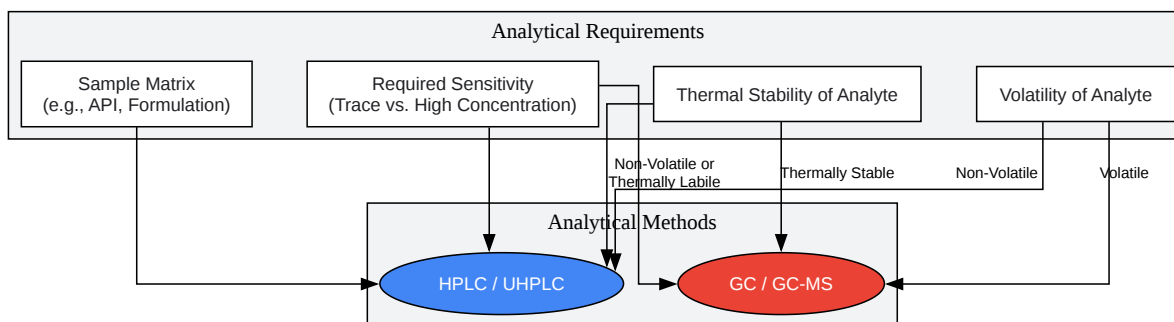 Analytical Requirements
Sample Matrix
(e.g., API, Formulation)
Required Sensitivity
(Trace vs. High Concentration)
Thermal Stability of Analyte
Volatility of Analyte
Non-Volatile or
Thermally Labile
Thermally Stable
Non-Volatile
Volatile
Analytical Methods
HPLC / UHPLC
GC / GC-MS